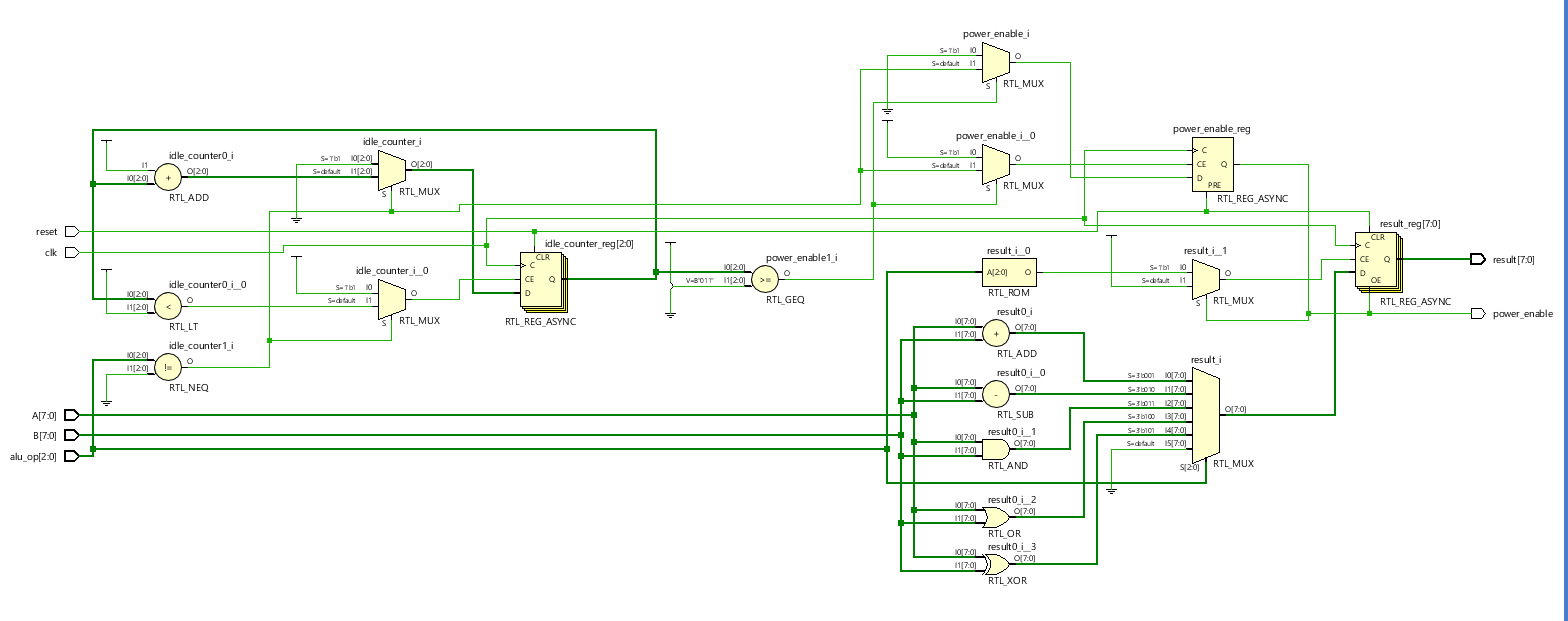 power_enable_i
S=1'b1 I0
S=default I1
O
S
RTL_MUX
power_enable_i__0
S=1'b1 I0
S=default I1
O
S
RTL_MUX
power_enable_reg
C
CE Q
D
PRE
RTL_REG_ASYNC
idle_counter0_i
I1
I0[2:0]
+
O[2:0]
RTL_ADD
idle_counter_i
S=1'b1 I0[2:0]
S=default I1[2:0]
O[2:0]
S
RTL_MUX
reset
clk
idle_counter_reg[2:0]
CLR
C
CE Q
D
RTL_REG_ASYNC
idle_counter0_i__0
I0[2:0]
I1[2:0]
<
O
RTL_LT
idle_counter_i__0
S=1'b1 I0
S=default I1
O
S
RTL_MUX
idle_counter1_i
I0[2:0]
I1[2:0]
!=
O
RTL_NEQ
power_enable1_i
I0[2:0]
V=B"011" I1[2:0]
>=
O
RTL_GEQ
result_i__0
A[2:0] O
RTL_ROM
result_i__1
S=1'b1 I0
S=default I1
O
S
RTL_MUX
result_reg[7:0]
CLR
C
CE Q
D
OE
RTL_REG_ASYNC
result[7:0]
power_enable
result0_i
I0[7:0]
I1[7:0]
+
O[7:0]
RTL_ADD
result0_i__0
I0[7:0]
I1[7:0]
-
O[7:0]
RTL_SUB
result0_i__1
I0[7:0]
I1[7:0]
O[7:0]
RTL_AND
result0_i__2
I0[7:0]
I1[7:0]
O[7:0]
RTL_OR
result0_i__3
I0[7:0]
I1[7:0]
O[7:0]
RTL_XOR
result_i
S=3'b001 I0[7:0]
S=3'b010 I1[7:0]
S=3'b011 I2[7:0]
S=3'b100 I3[7:0]
S=3'b101 I4[7:0]
S=default I5[7:0]
O[7:0]
S[2:0]
RTL_MUX
A[7:0]
B[7:0]
alu_op[2:0]